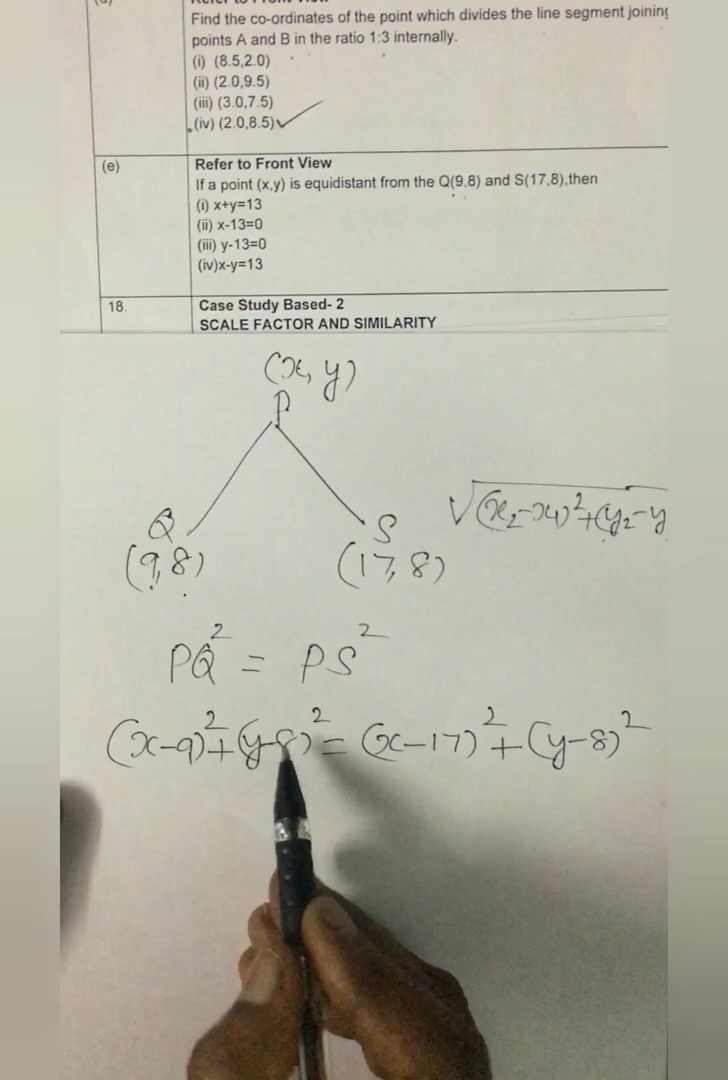 Refer to Front View
Find the co-ordinates of the point which divides the line segment joining
points A and B in the ratio 1:3 internally.
(i) (8.5,2.0)
(ii) (2.0,9.5)
(iii) (3.0,7.5)
(iv) (2.0,8.5)✓
(e) Refer to Front View
If a point (x,y) is equidistant from the Q(9,8) and S(17,8),then
(i) x+y=13
(ii) x-13=0
(iii) y-13=0
(iv)x-y=13
18. Case Study Based- 2
SCALE FACTOR AND SIMILARITY
(x, y)
P
Q S
√(x₂-x₁)²+(y₂-y
(9,8) (17,8)
PQ² = PS²
(x-9)²+(y-8)² = (x-17)²+(y-8)²